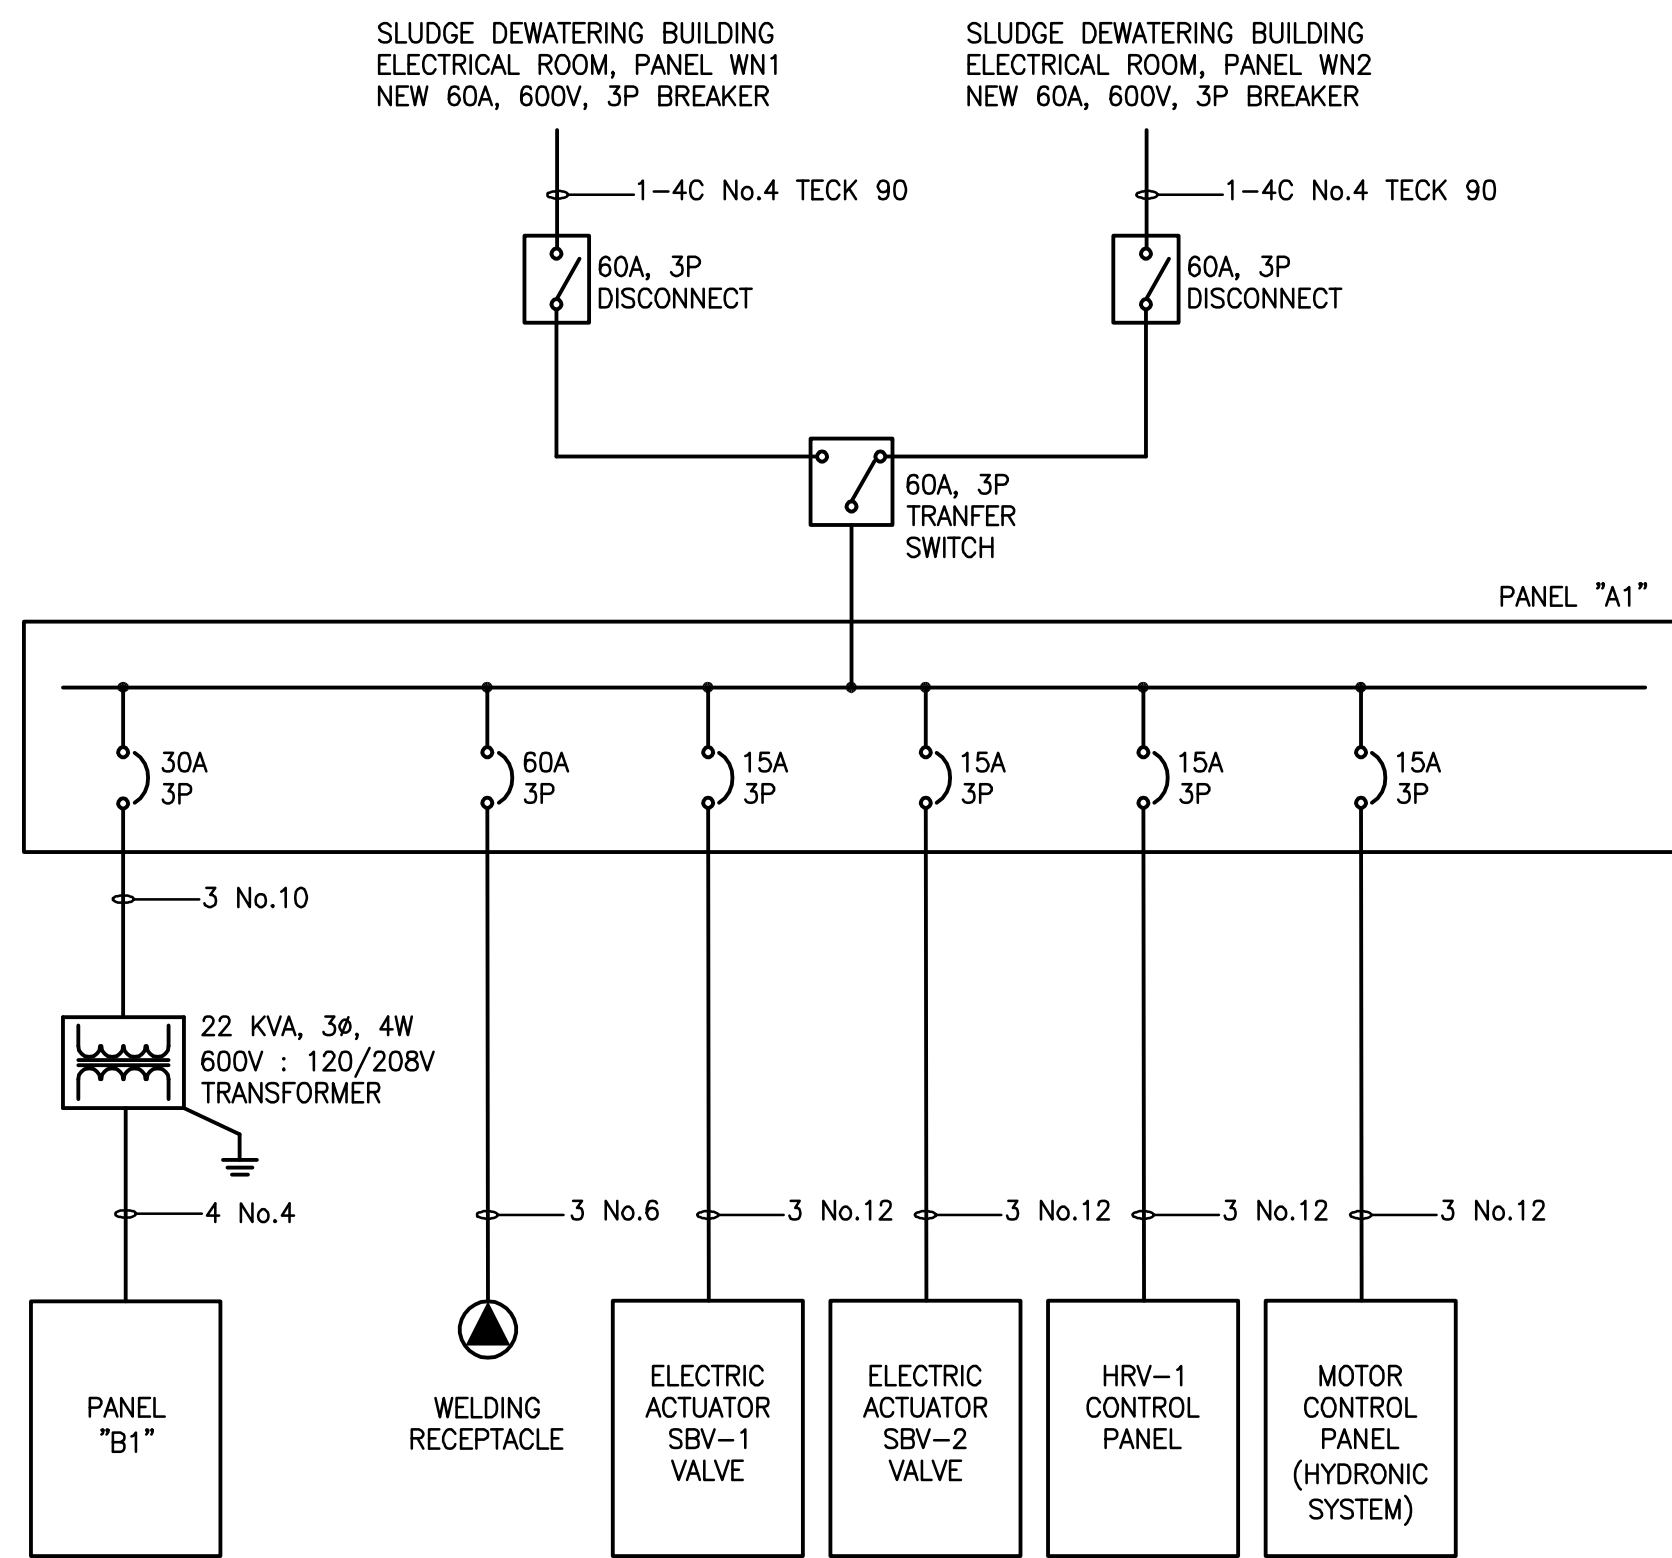 SLUDGE DEWATERING BUILDING
ELECTRICAL ROOM, PANEL WN1
NEW 60A, 600V, 3P BREAKER
SLUDGE DEWATERING BUILDING
ELECTRICAL ROOM, PANEL WN2
NEW 60A, 600V, 3P BREAKER
1-4C No.4 TECK 90
1-4C No.4 TECK 90
60A, 3P
DISCONNECT
60A, 3P
DISCONNECT
60A, 3P
TRANFER
SWITCH
PANEL "A1"
30A
3P
60A
3P
15A
3P
15A
3P
15A
3P
15A
3P
3 No.10
22 KVA, 3ø, 4W
600V : 120/208V
TRANSFORMER
4 No.4
3 No.6
3 No.12
3 No.12
3 No.12
3 No.12
PANEL
"B1"
WELDING
RECEPTACLE
ELECTRIC
ACTUATOR
SBV-1
VALVE
ELECTRIC
ACTUATOR
SBV-2
VALVE
HRV-1
CONTROL
PANEL
MOTOR
CONTROL
PANEL
(HYDRONIC
SYSTEM)